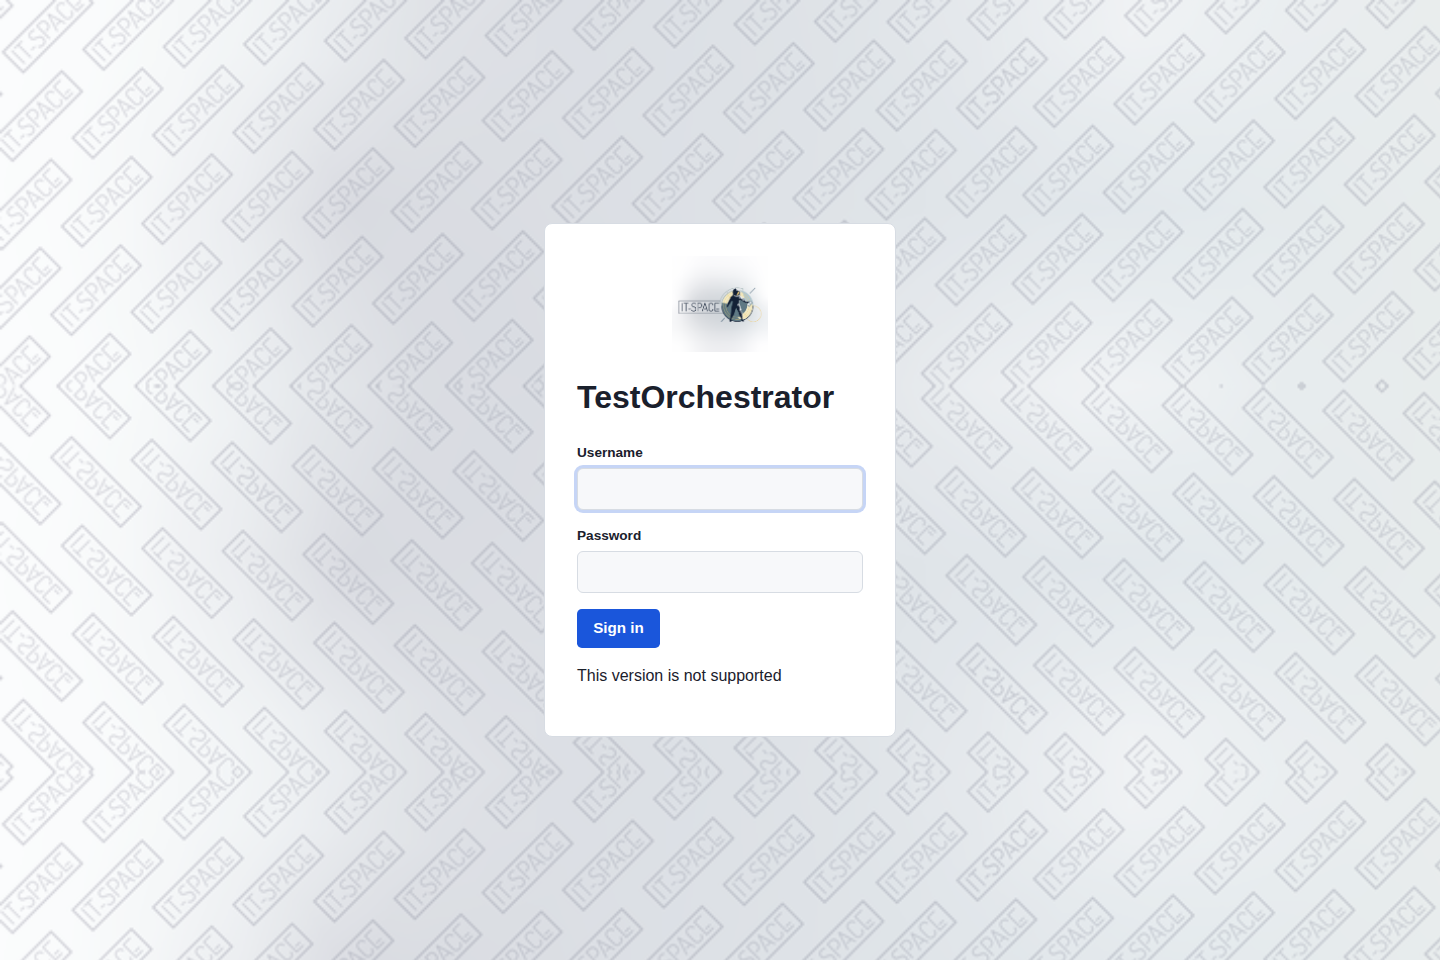 IT-SPACE
TestOrchestrator
Username
Password
Sign in
This version is not supported